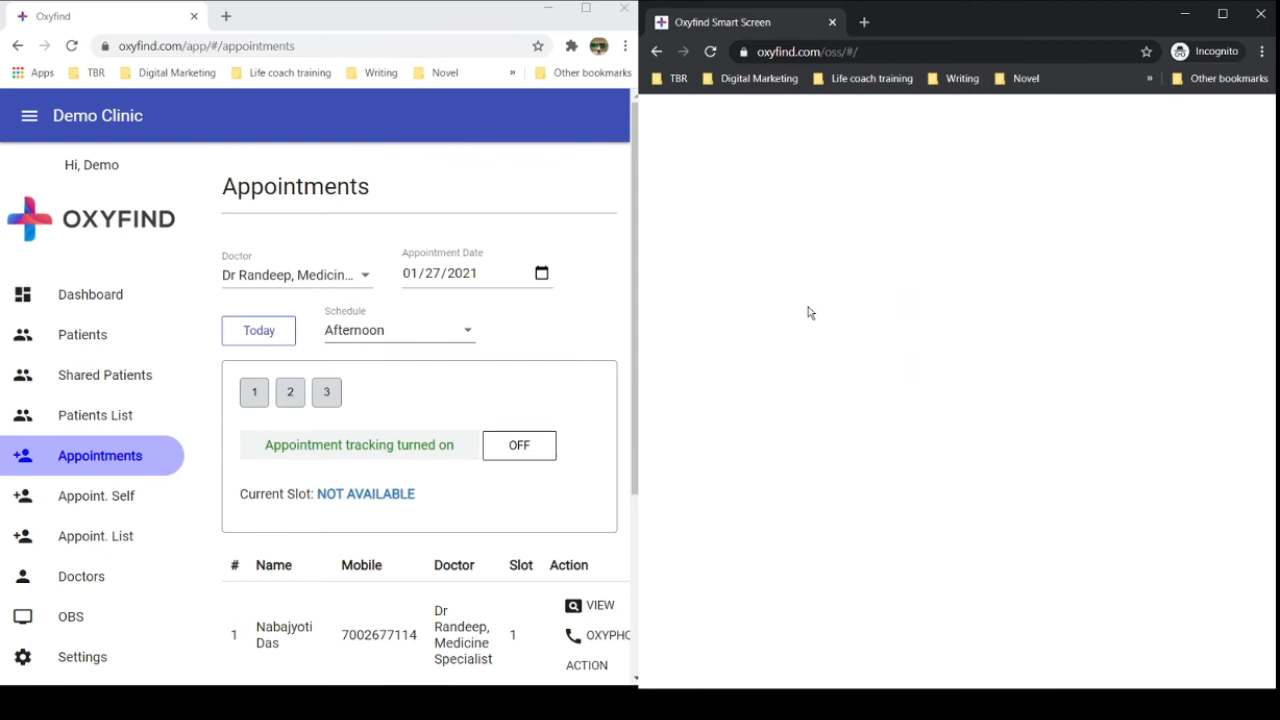 Oxyfind
oxyfind.com/app/#/appointments
Apps TBR Digital Marketing Life coach training Writing Novel » Other bookmarks
Demo Clinic
Hi, Demo
OXYFIND
Dashboard
Patients
Shared Patients
Patients List
Appointments
Appoint. Self
Appoint. List
Doctors
OBS
Settings
Appointments
Doctor
Dr Randeep, Medicin...
Appointment Date
01/27/2021
Today
Schedule
Afternoon
1 2 3
Appointment tracking turned on OFF
Current Slot: NOT AVAILABLE
# Name Mobile Doctor Slot Action
1 Nabajyoti Das 7002677114 Dr Randeep, Medicine Specialist 1
VIEW
OXYPHO
ACTION
Oxyfind Smart Screen
oxyfind.com/oss/#/
Incognito
TBR Digital Marketing Life coach training Writing Novel » Other bookmarks